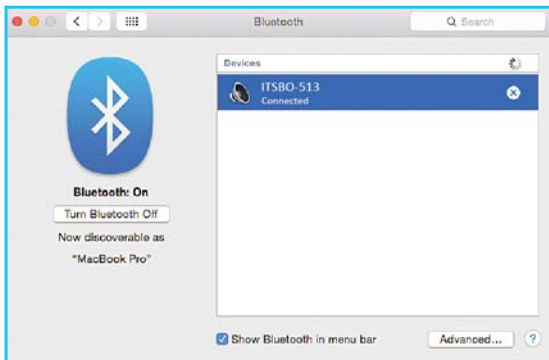 Bluetooth
Search
Bluetooth: On
Turn Bluetooth Off
Now discoverable as
“MacBook Pro”
Devices
ITSBO-513
Connected
Show Bluetooth in menu bar
Advanced...
?